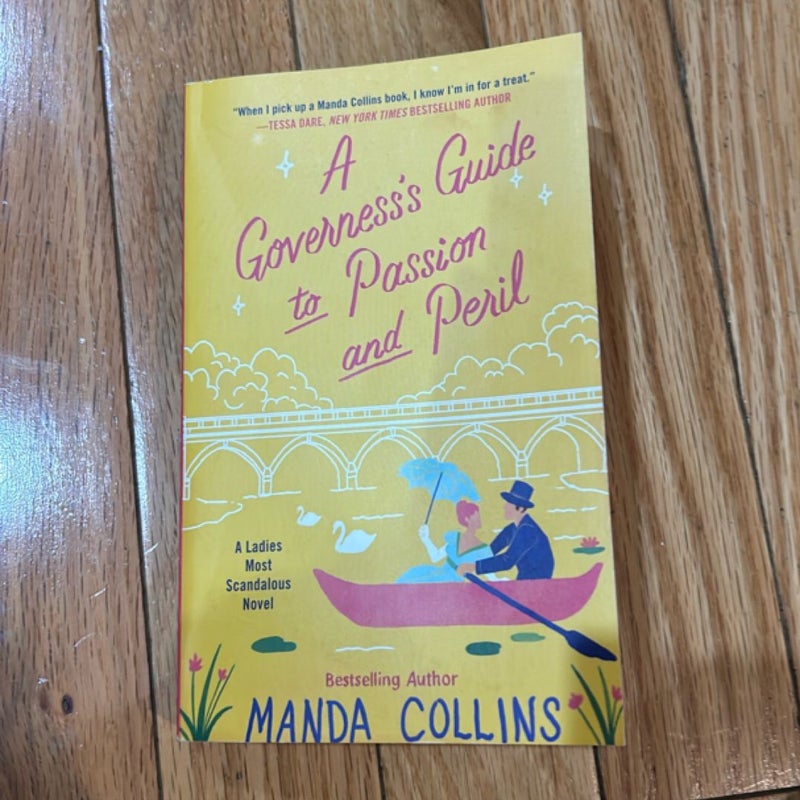 “When I pick up a Manda Collins book, I know I’m in for a treat.”
—TESSA DARE, NEW YORK TIMES BESTSELLING AUTHOR
A
Governess’s Guide
to Passion
and Peril
A Ladies
Most
Scandalous
Novel
Bestselling Author
MANDA COLLINS